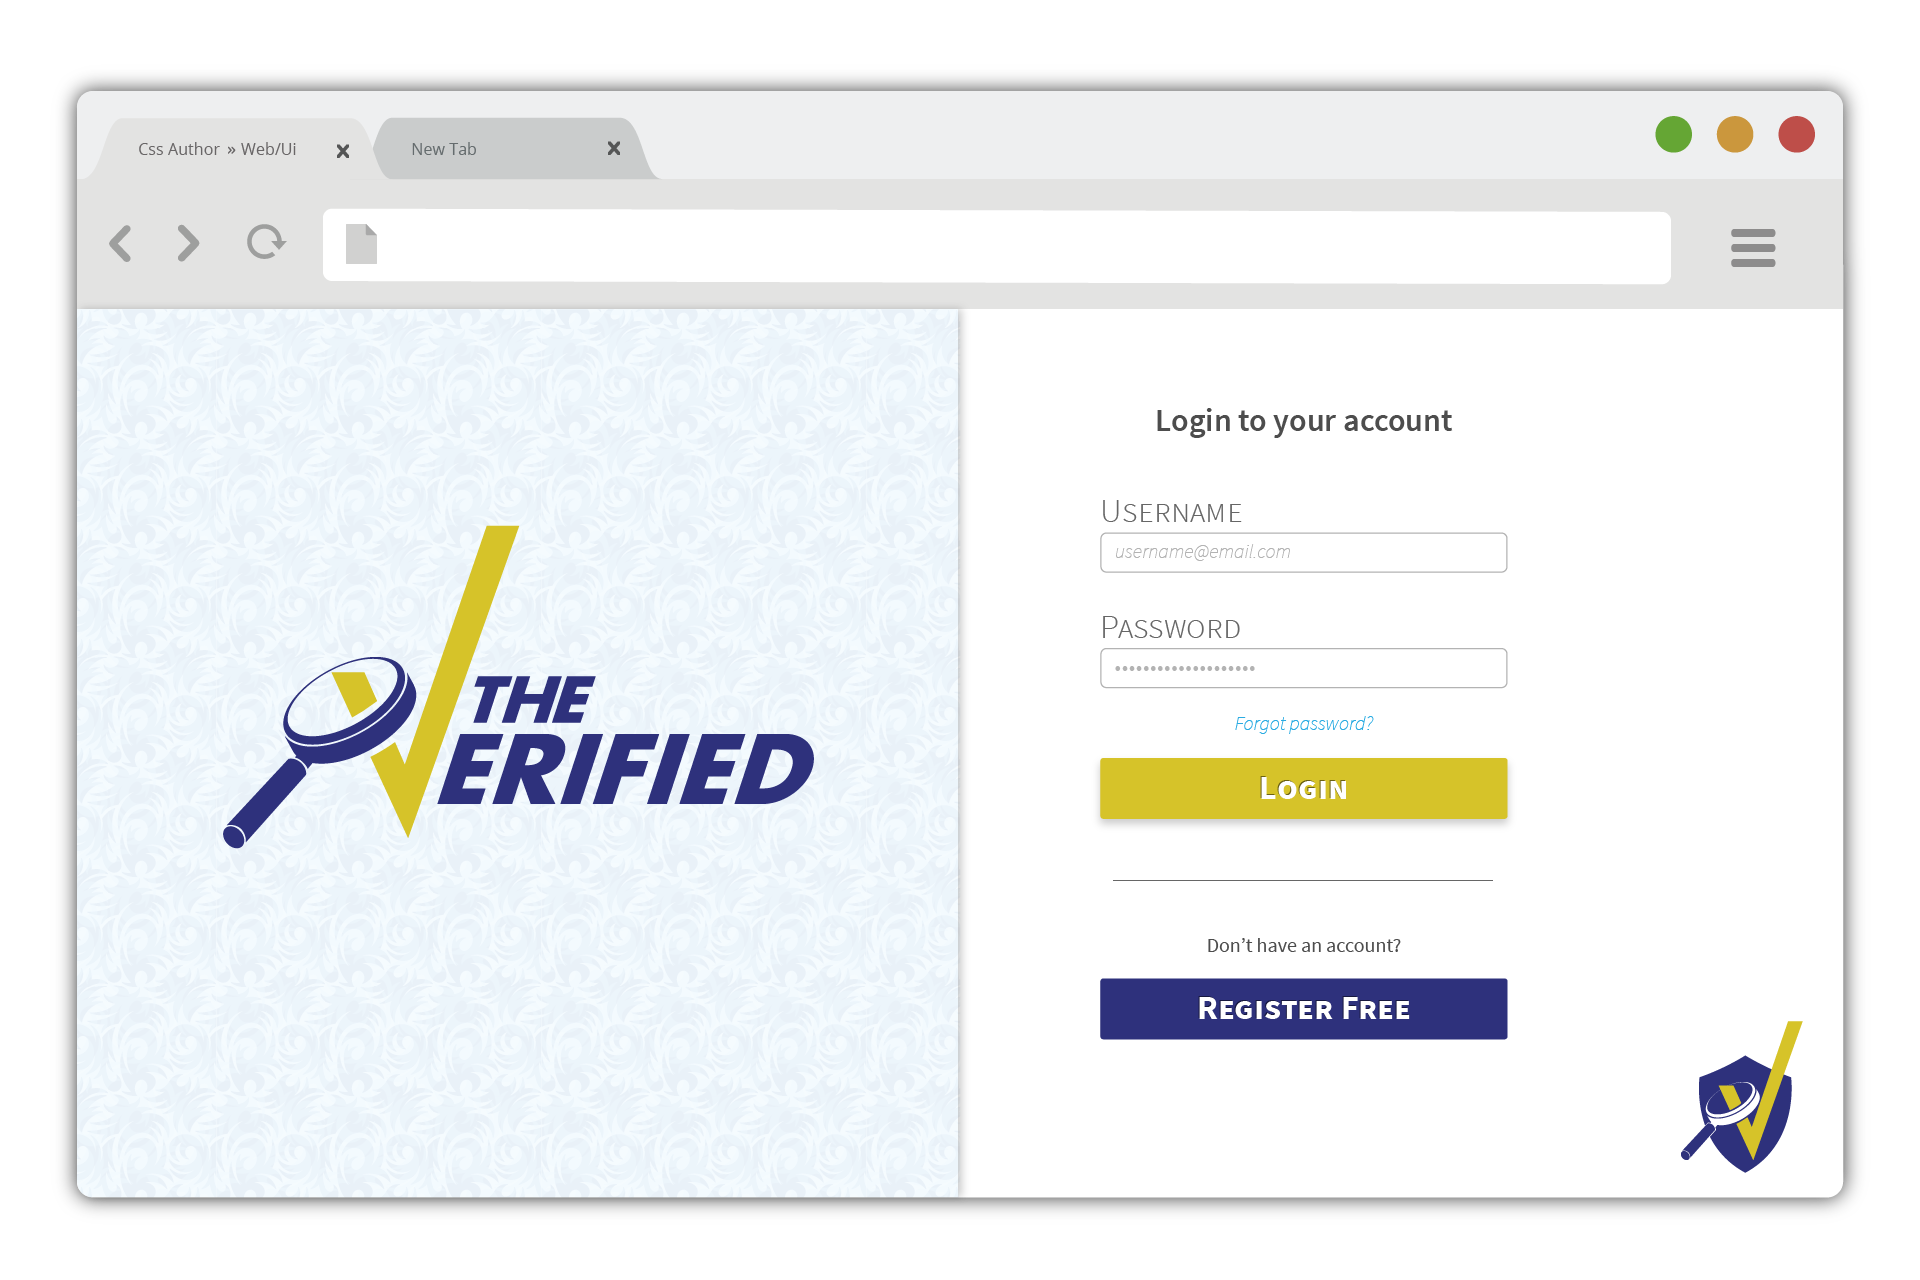 Css Author » Web/Ui
New Tab
THE
VERIFIED
Login to your account
Username
username@email.com
Password
••••••••••••••••••••
Forgot password?
Login
Don’t have an account?
Register Free